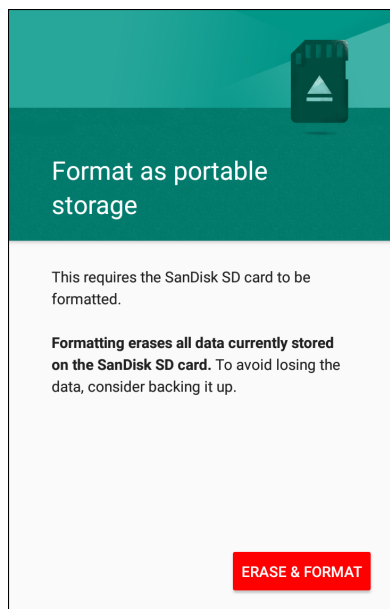 Format as portable
storage
This requires the SanDisk SD card to be
formatted.
Formatting erases all data currently stored
on the SanDisk SD card. To avoid losing the
data, consider backing it up.
ERASE & FORMAT